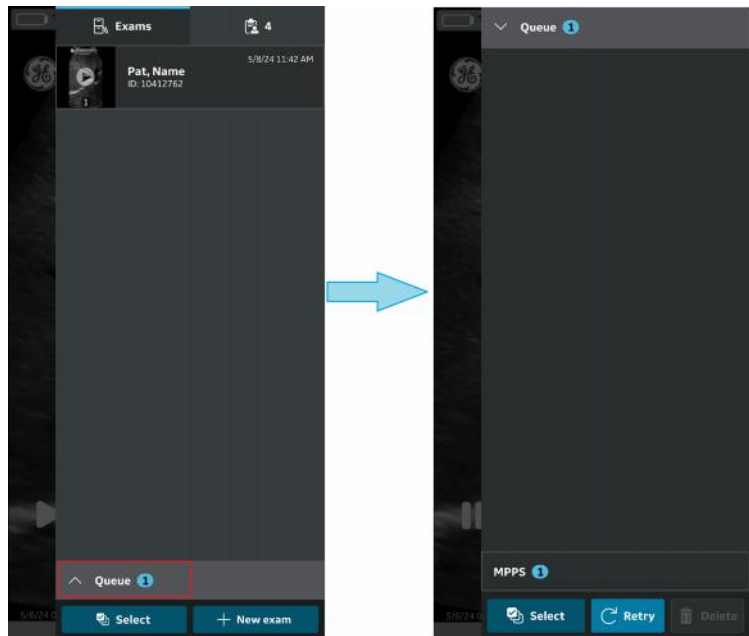 Exams
4
Pat, Name
5/8/24 11:42 AM
ID: 10412762
1
Queue 1
Select
New exam
Queue 1
MPPS 1
Select
Retry
Delete